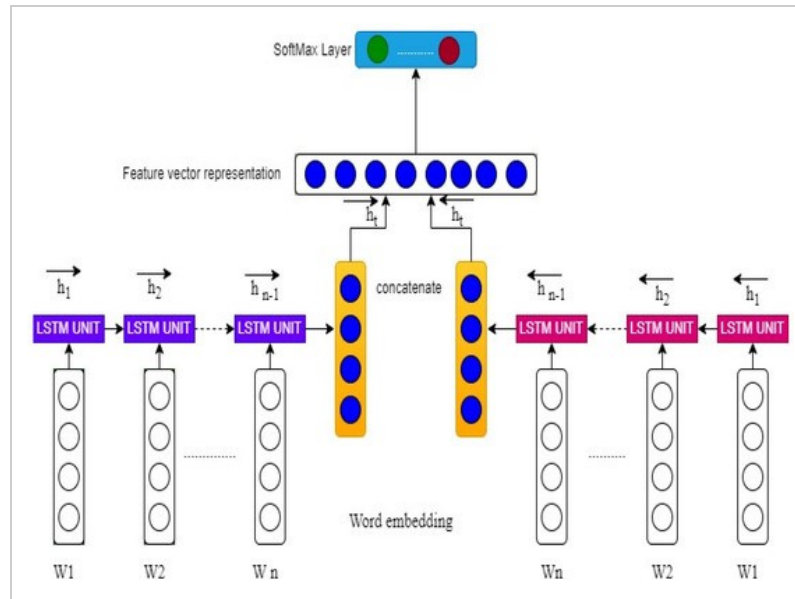 SoftMax Layer
Feature vector representation
h_t h_t
h_1 h_2 h_n-1 concatenate h_n-1 h_2 h_1
LSTM UNIT LSTM UNIT LSTM UNIT LSTM UNIT LSTM UNIT LSTM UNIT
Word embedding
W1 W2 W n Wn W2 W1